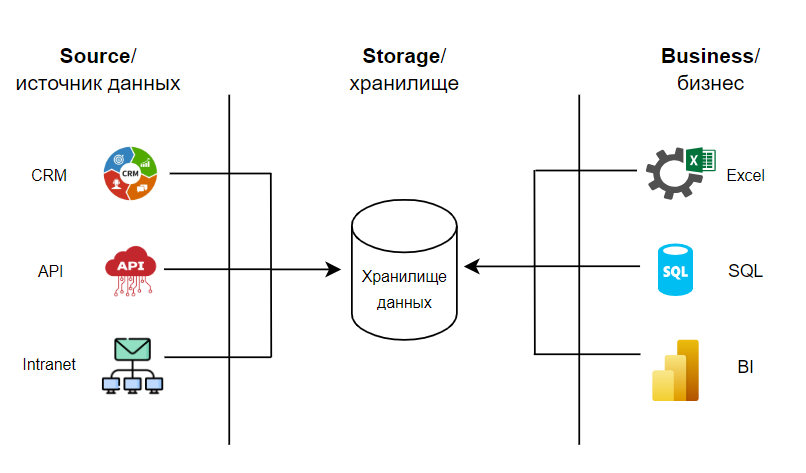 Source/
источник данных
Storage/
хранилище
Business/
бизнес
CRM
CRM
Хранилище
данных
X
Excel
API
API
SQL
SQL
Intranet
BI